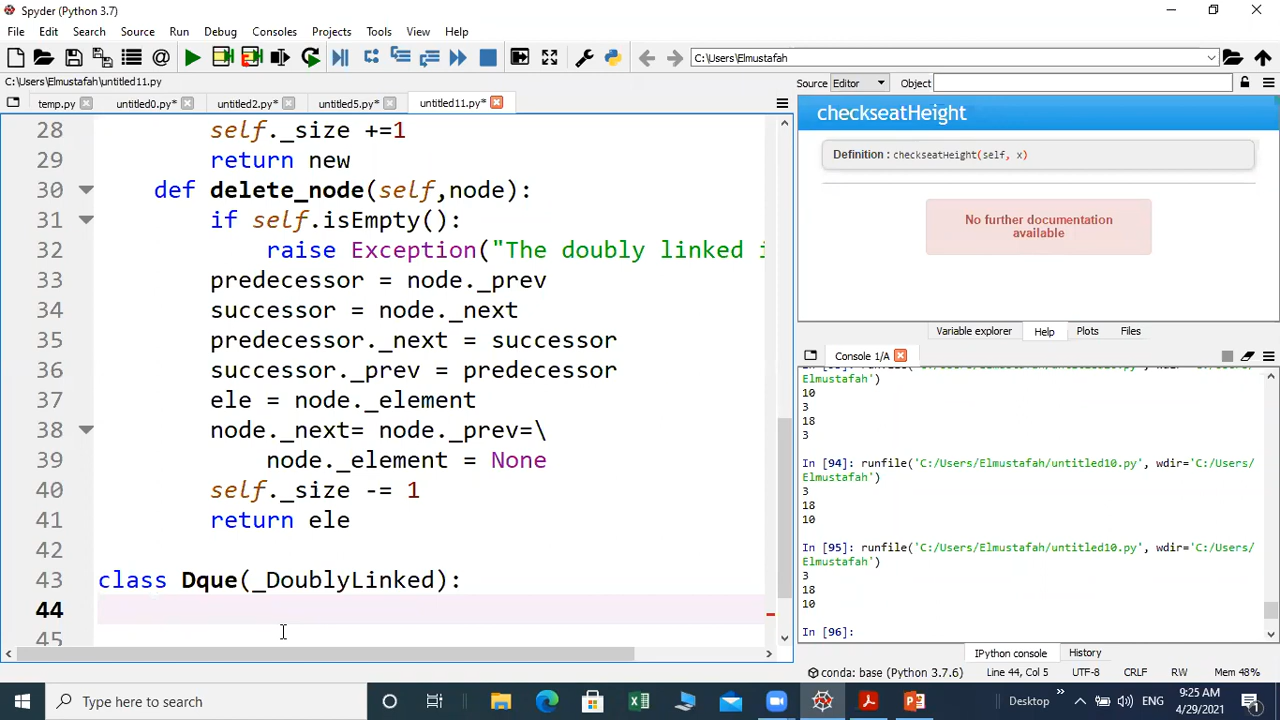 Spyder (Python 3.7)
File Edit Search Source Run Debug Consoles Projects Tools View Help
C:\Users\Elmustafah
C:\Users\Elmustafah\untitled11.py
Source Editor Object
temp.py untitled0.py* untitled2.py* untitled5.py* untitled11.py*
checkseatHeight
Definition : checkseatHeight(self, x)
No further documentation
available
28 self._size +=1
29 return new
30 def delete_node(self,node):
31 if self.isEmpty():
32 raise Exception("The doubly linked
33 predecessor = node._prev
34 successor = node._next
35 predecessor._next = successor
36 successor._prev = predecessor
37 ele = node._element
38 node._next= node._prev=\
39 node._element = None
40 self._size -= 1
41 return ele
42
43 class Dque(_DoublyLinked):
44
45
Variable explorer Help Plots Files
Console 1/A
Elmustafah')
10
3
18
3
In [94]: runfile('C:/Users/Elmustafah/untitled10.py', wdir='C:/Users/
Elmustafah')
3
18
10
In [95]: runfile('C:/Users/Elmustafah/untitled10.py', wdir='C:/Users/
Elmustafah')
3
18
10
In [96]:
IPython console History
conda: base (Python 3.7.6) Line 44, Col 5 UTF-8 CRLF RW Mem 48%
Type here to search
Desktop ENG 9:25 AM
4/29/2021
1